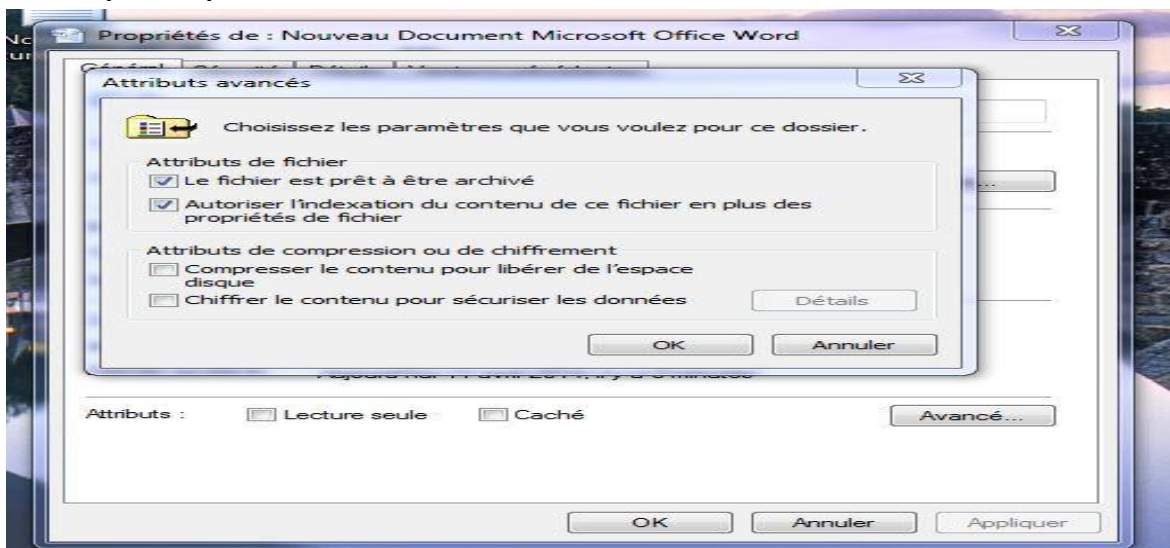 Propriétés de : Nouveau Document Microsoft Office Word
Attributs avancés
Choisissez les paramètres que vous voulez pour ce dossier.
Attributs de fichier
Le fichier est prêt à être archivé
Autoriser l'indexation du contenu de ce fichier en plus des
propriétés de fichier
Attributs de compression ou de chiffrement
Compresser le contenu pour libérer de l'espace
disque
Chiffrer le contenu pour sécuriser les données
Détails
OK
Annuler
Attributs :
Lecture seule
Caché
Avancé...
OK
Annuler
Appliquer